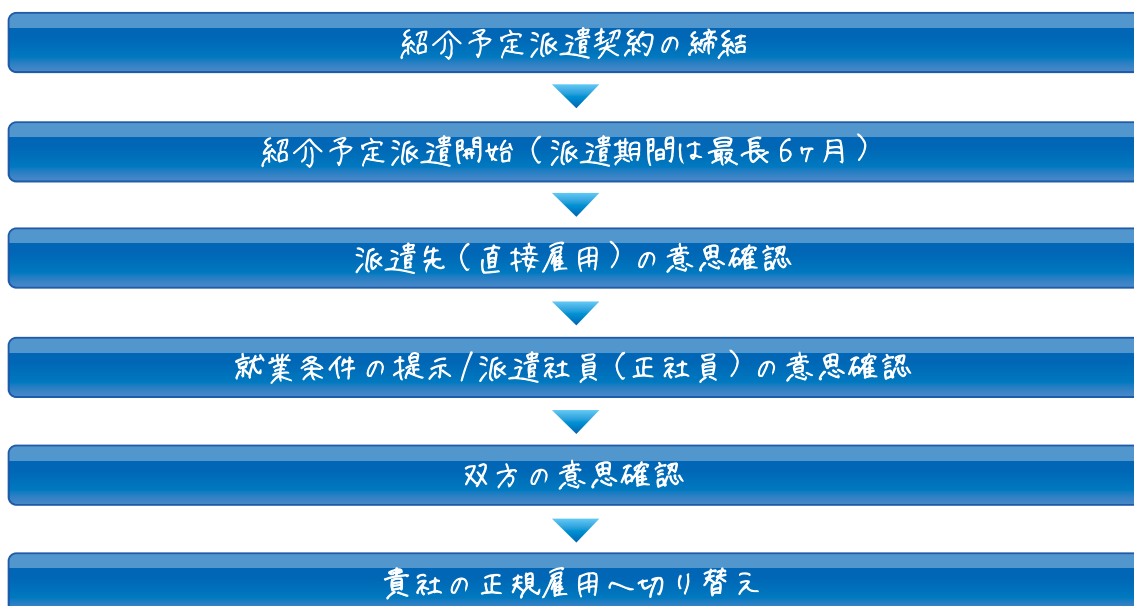 紹介予定派遣契約の締結
紹介予定派遣開始（派遣期間は最長6ヶ月）
派遣先（直接雇用）の意思確認
就業条件の提示/派遣社員（正社員）の意思確認
双方の意思確認
貴社の正規雇用へ切り替え